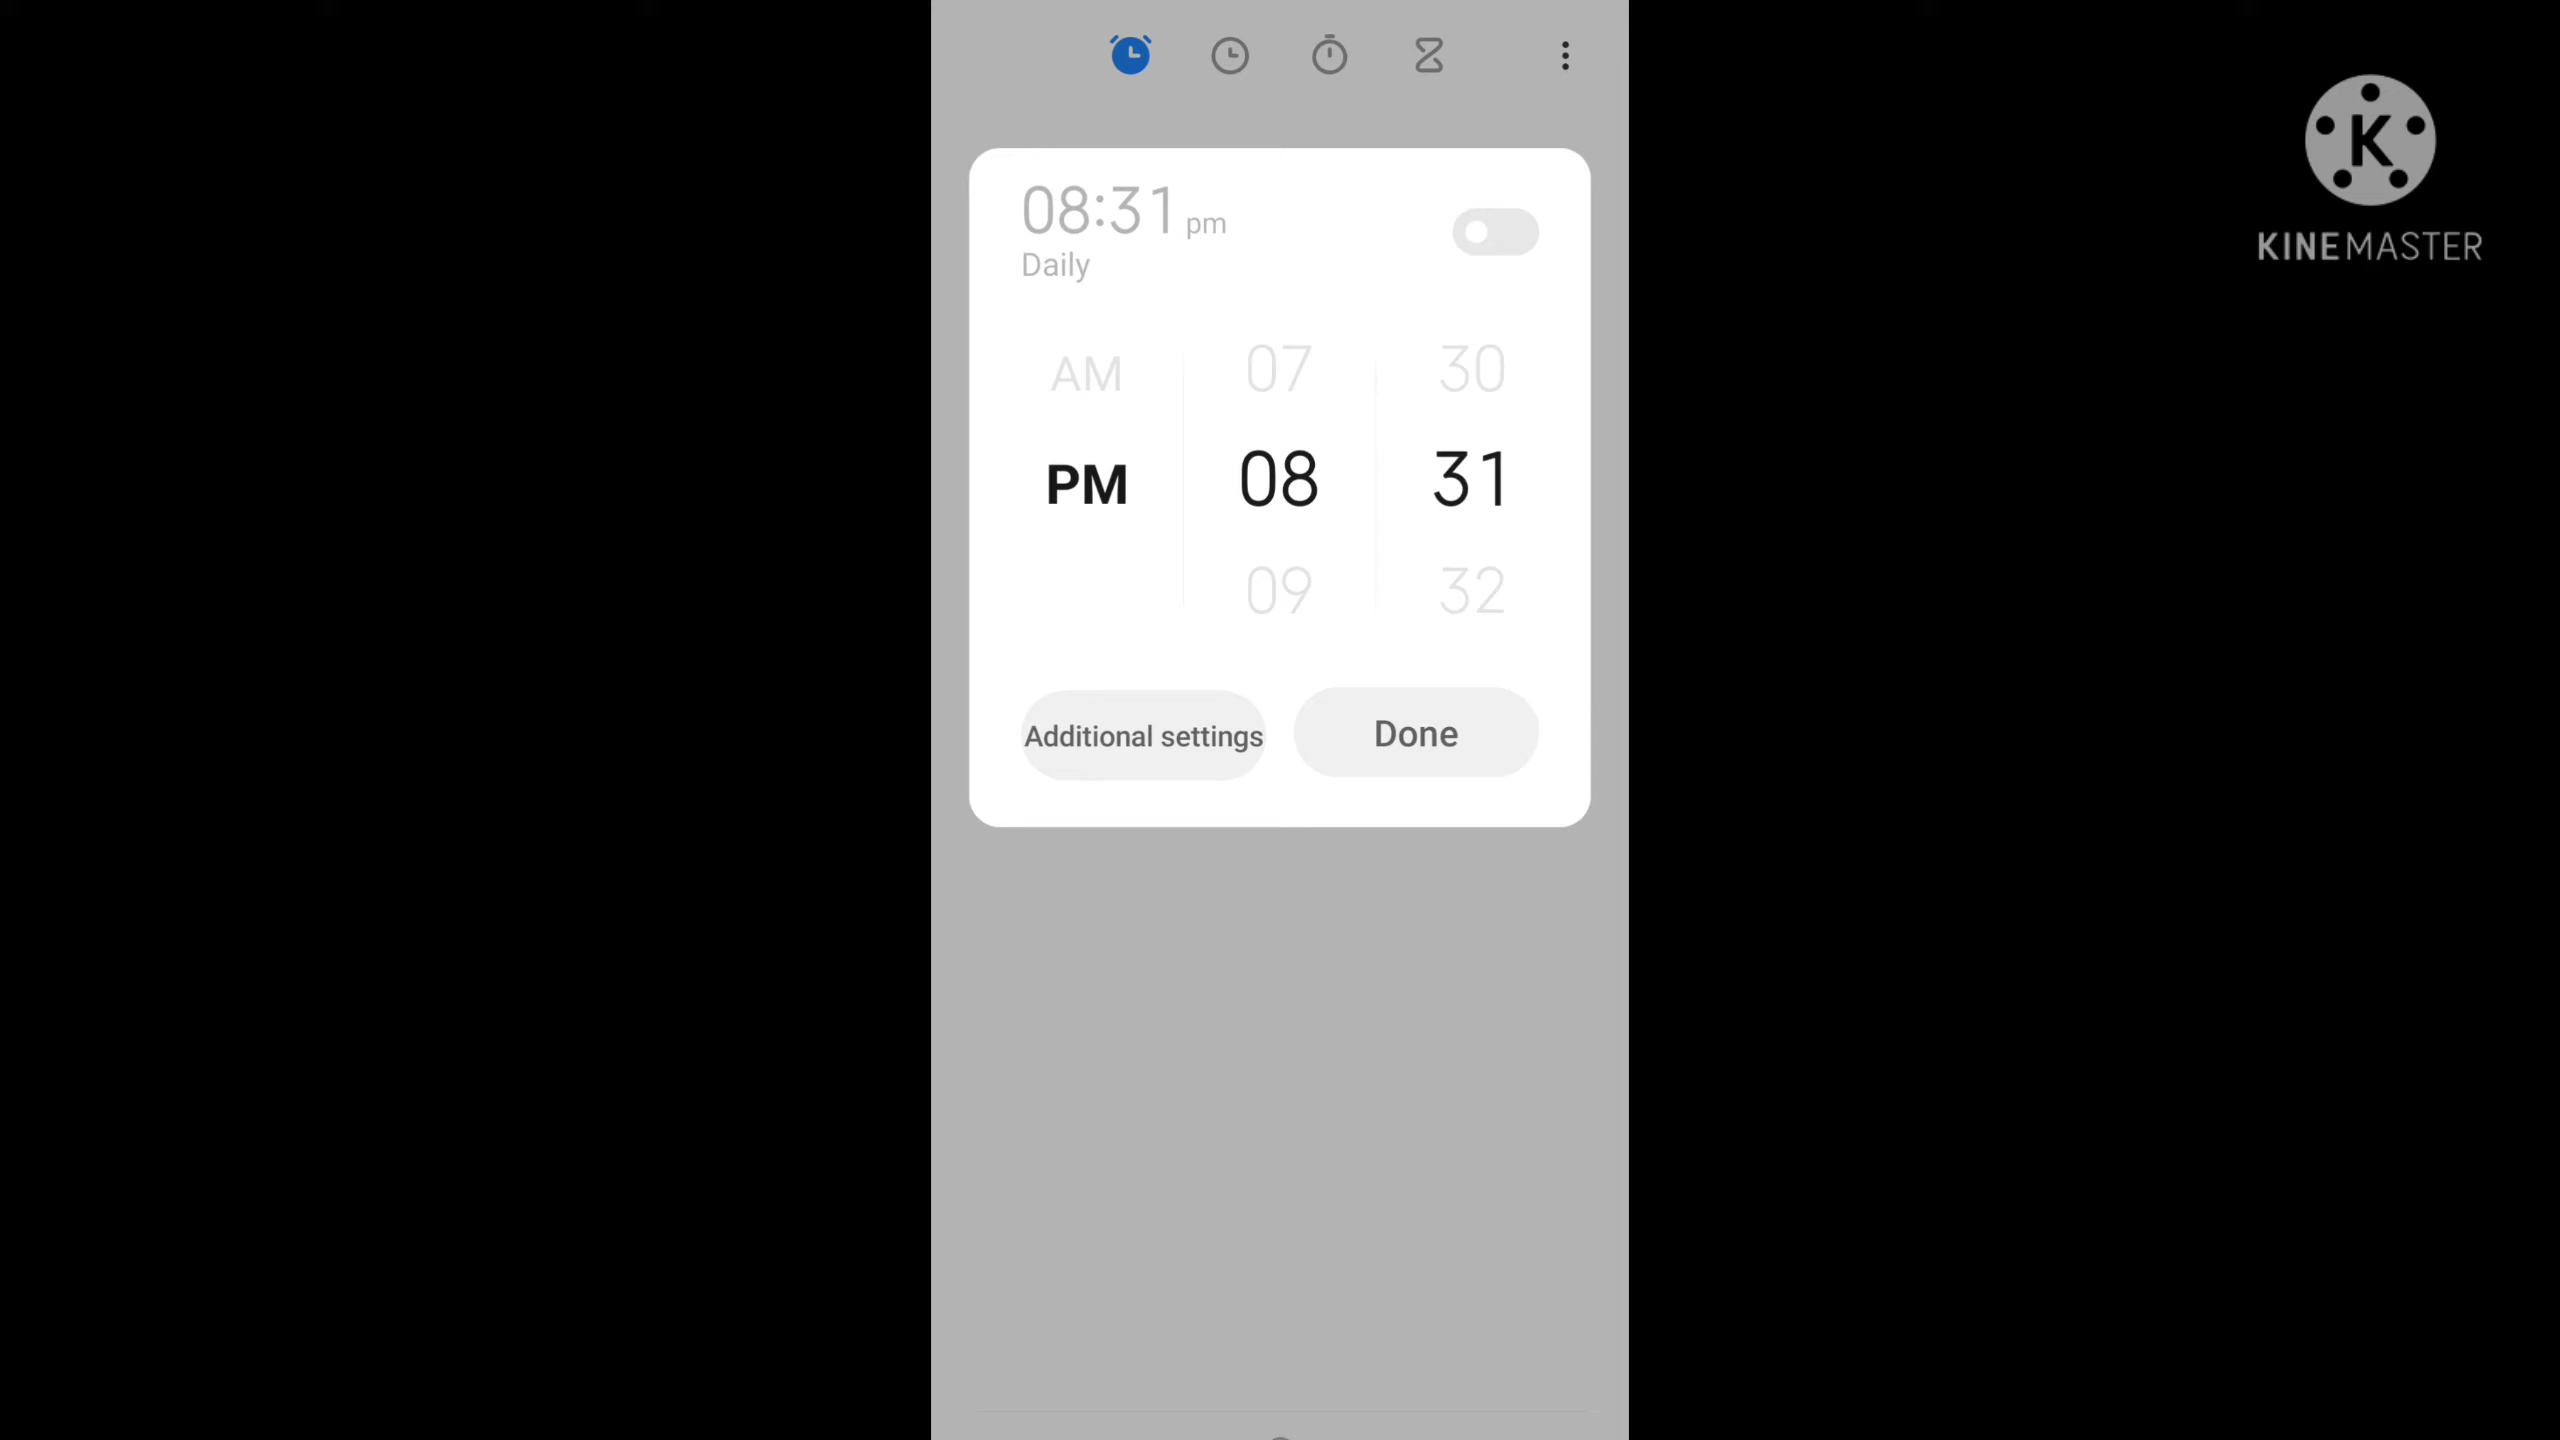 K
KINEMASTER
08:31 pm
Daily
AM 07 30
PM 08 31
09 32
Additional settings Done